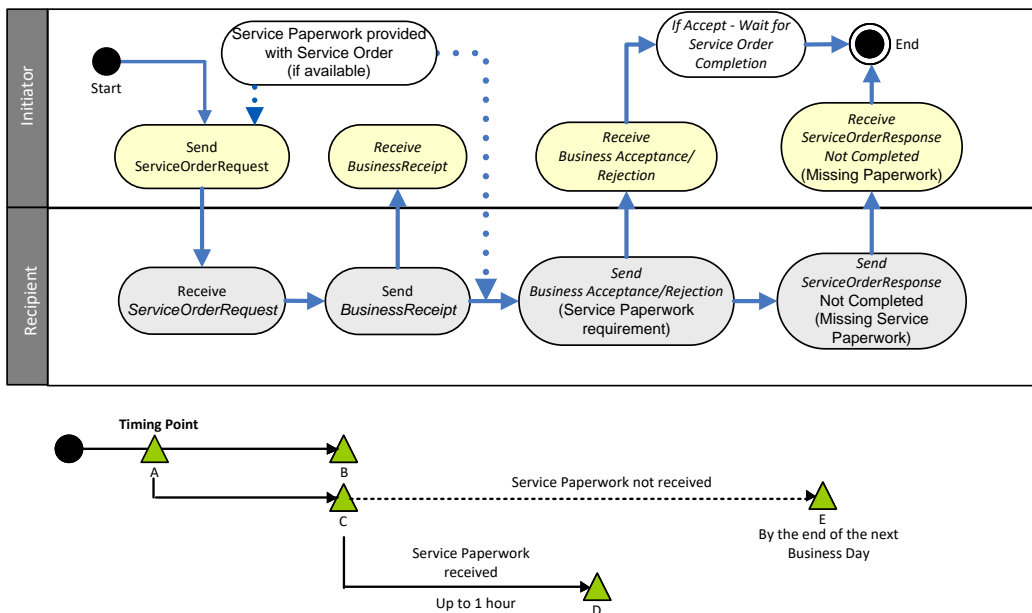 Initiator
Start
Service Paperwork provided
with Service Order
(if available)
If Accept - Wait for
Service Order
Completion
End
Send
ServiceOrderRequest
Receive
BusinessReceipt
Receive
Business Acceptance/
Rejection
Receive
ServiceOrderResponse
Not Completed
(Missing Paperwork)
Recipient
Receive
ServiceOrderRequest
Send
BusinessReceipt
Send
Business Acceptance/Rejection
(Service Paperwork
requirement)
Send
ServiceOrderResponse
Not Completed
(Missing Service
Paperwork)
Timing Point
A
B
Service Paperwork not received
C
E
By the end of the next
Business Day
Service Paperwork
received
Up to 1 hour
D